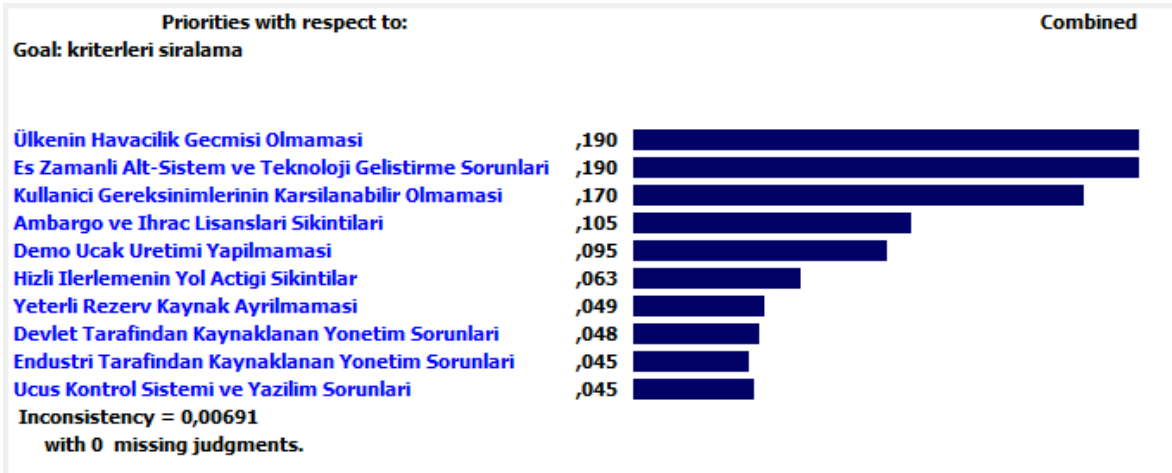 Priorities with respect to: Combined
Goal: kriterleri siralama
Ülkenin Havacilik Gecmisi Olmamasi ,190
Es Zamanli Alt-Sistem ve Teknoloji Gelistirme Sorunlari ,190
Kullanici Gereksinimlerinin Karsilanabilir Olmamasi ,170
Ambargo ve Ihrac Lisanslari Sikintilari ,105
Demo Ucak Uretimi Yapilmamasi ,095
Hizli Ilerlemenin Yol Actigi Sikintilar ,063
Yeterli Rezerv Kaynak Ayrilmamasi ,049
Devlet Tarafindan Kaynaklanan Yonetim Sorunlari ,048
Endustri Tarafindan Kaynaklanan Yonetim Sorunlari ,045
Ucus Kontrol Sistemi ve Yazilim Sorunlari ,045
Inconsistency = 0,00691
with 0 missing judgments.